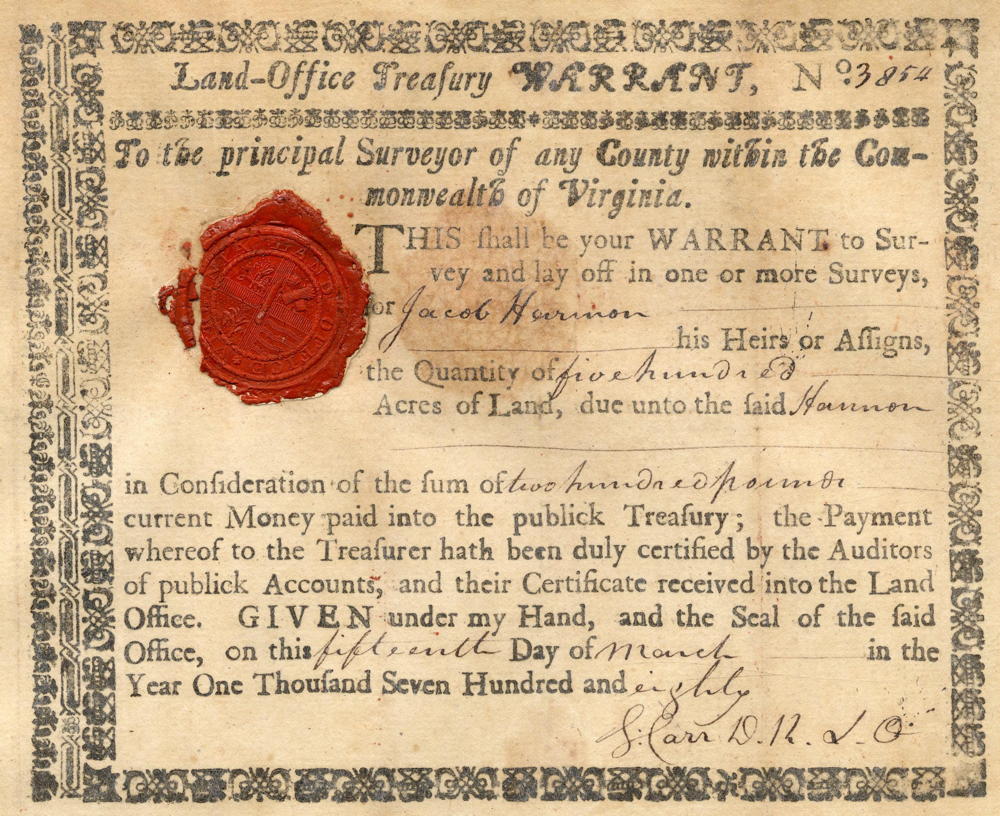 Land-Office Treaſury WARRANT, No. 3854
To the principal Surveyor of any County within the Com-
monwealth of Virginia.
THIS ſhall be your WARRANT to Sur-
vey and lay off in one or more Surveys,
for Jacob Harmon
his Heirs or Aſſigns,
the Quantity of five hundred
Acres of Land, due unto the ſaid Harmon
in Conſideration of the ſum of two hundred pounds
current Money paid into the publick Treaſury; the Payment
whereof to the Treaſurer hath been duly certified by the Auditors
of publick Accounts, and their Certificate received into the Land
Office. GIVEN under my Hand, and the Seal of the ſaid
Office, on this fifteenth Day of March in the
Year One Thouſand Seven Hundred and eighty
S. Carr D. R. L. O